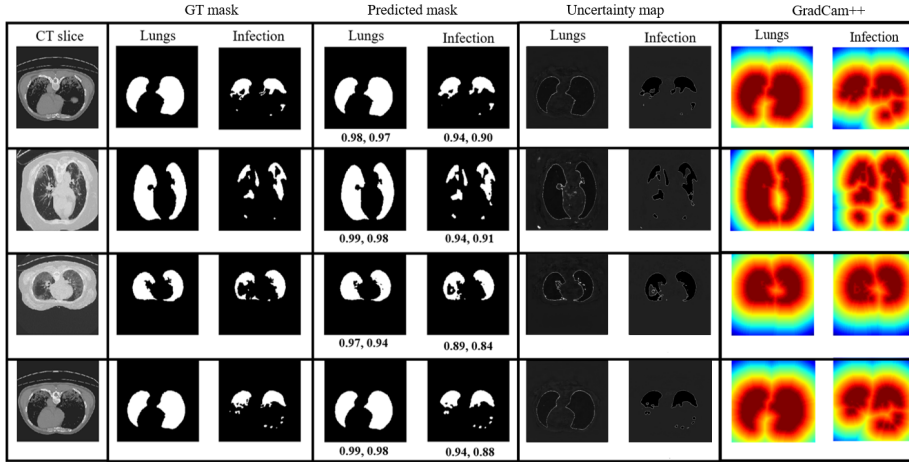 GT mask Predicted mask Uncertainty map GradCam++
CT slice Lungs Infection Lungs Infection Lungs Infection Lungs Infection
0.98, 0.97 0.94, 0.90
0.99, 0.98 0.94, 0.91
0.97, 0.94 0.89, 0.84
0.99, 0.98 0.94, 0.88